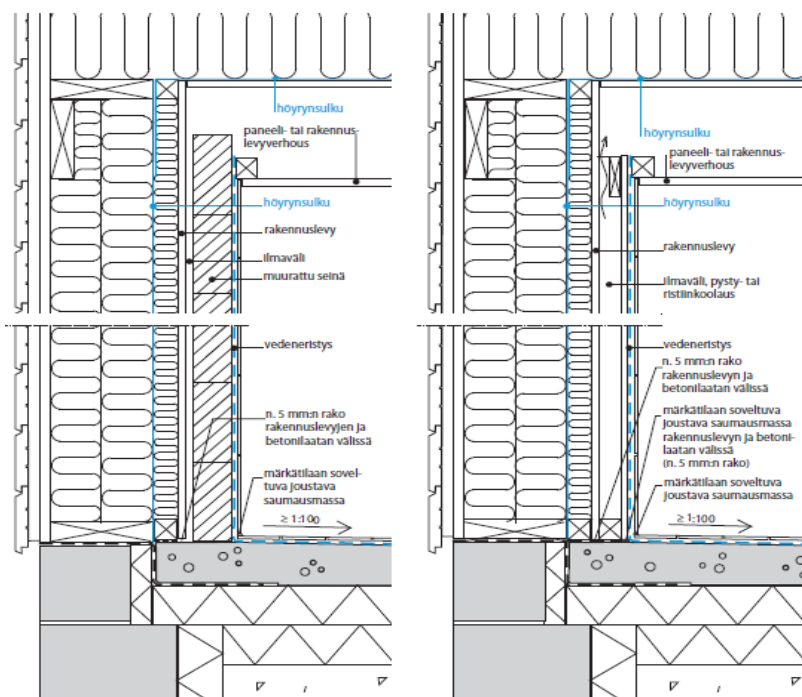 höyrynsulku
paneeli- tai rakennus-
levyverhous
höyrynsulku
rakennuslevy
ilmaväli
muurattu seinä
vedeneristys
n. 5 mm:n rako
rakennuslevyjen ja
betonilaatan välissä
märkätilaan sovel-
tuva joustava
saumausmassa
≥ 1:100
höyrynsulku
paneeli- tai rakennus-
levyverhous
höyrynsulku
rakennuslevy
ilmaväli, pysty- tai
ristiinkoolaus
vedeneristys
n. 5 mm:n rako
rakennuslevyn ja
betonilaatan välissä
märkätilaan soveltuva
joustava saumausmassa
rakennuslevyn ja betoni-
laatan välissä
(n. 5 mm:n rako)
märkätilaan soveltuva
joustava saumausmassa
≥ 1:100